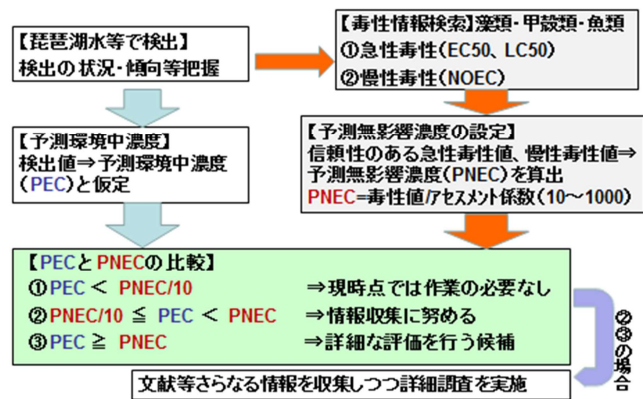 【琵琶湖水等で検出】
検出の状況・傾向等把握
【毒性情報検索】藻類・甲殻類・魚類
①急性毒性(EC50、LC50)
②慢性毒性(NOEC)
【予測環境中濃度】
検出値⇒予測環境中濃度
(PEC)と仮定
【予測無影響濃度の設定】
信頼性のある急性毒性値、慢性毒性値⇒
予測無影響濃度(PNEC)を算出
PNEC=毒性値/アセスメント係数(10～1000)
【PECとPNECの比較】
①PEC < PNEC/10 ⇒現時点では作業の必要なし
②PNEC/10 ≦ PEC < PNEC ⇒情報収集に努める
③PEC ≧ PNEC ⇒詳細な評価を行う候補
②③の場合
文献等さらなる情報を収集しつつ詳細調査を実施